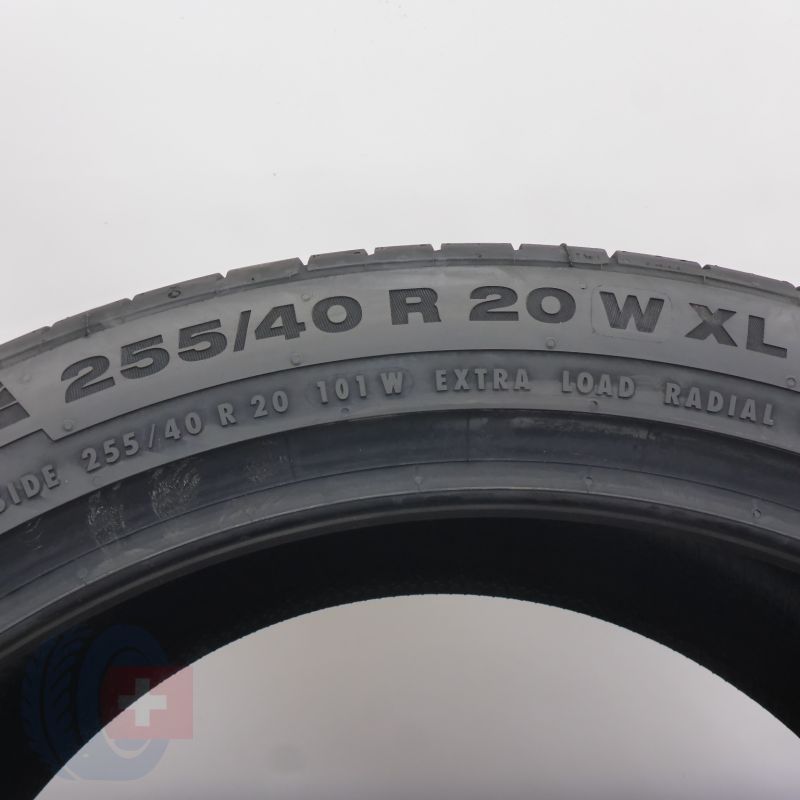 255/40 R 20 W XL
SIDE 255/40 R 20 101 W EXTRA LOAD RADIAL